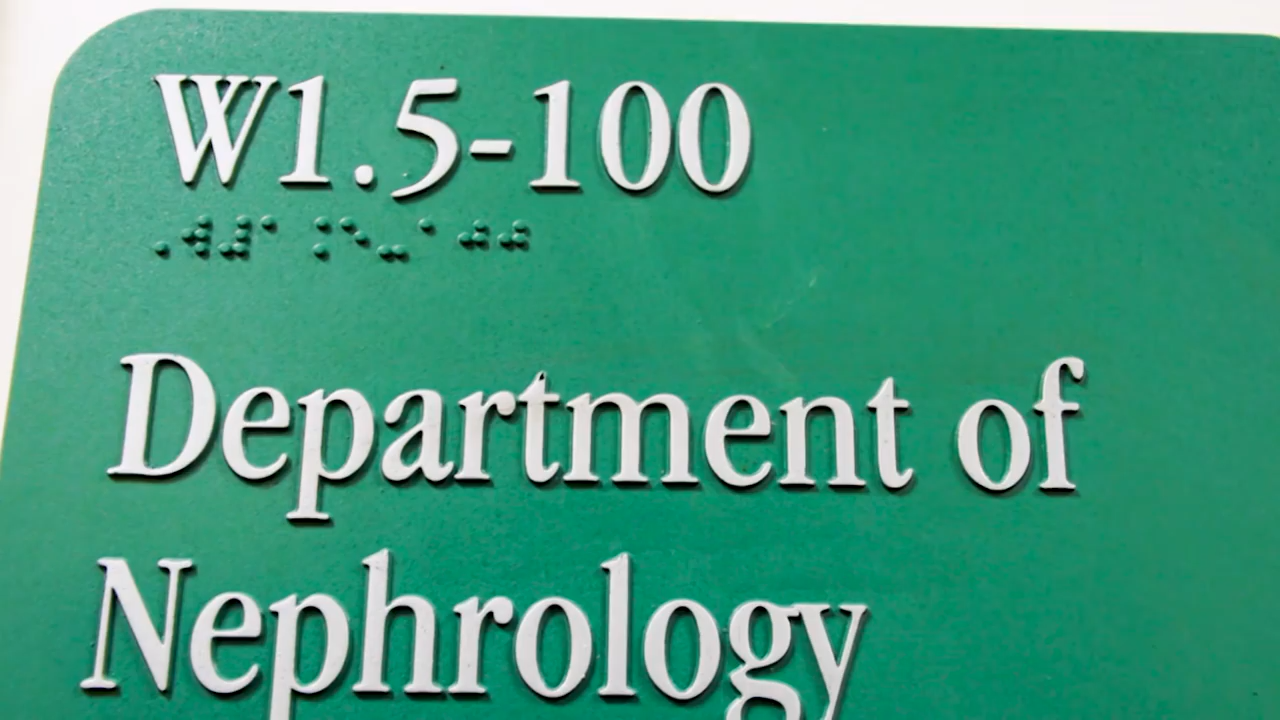 W1.5-100
⠠⠺⠼⠁⠨⠑⠤⠁⠚⠚
Department of
Nephrology